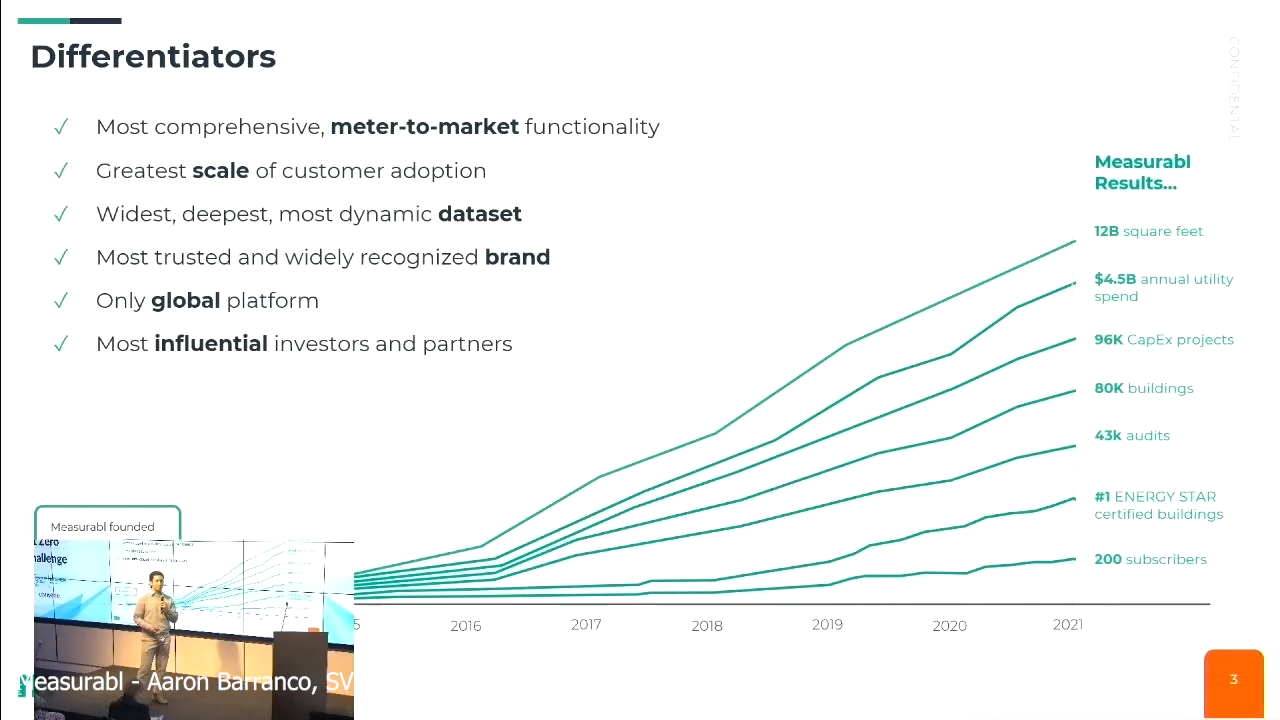 Differentiators
CONFIDENTIAL
✓ Most comprehensive, meter-to-market functionality
✓ Greatest scale of customer adoption
✓ Widest, deepest, most dynamic dataset
✓ Most trusted and widely recognized brand
✓ Only global platform
✓ Most influential investors and partners
Measurabl
Results...
12B square feet
$4.5B annual utility
spend
96K CapEx projects
80K buildings
43k audits
#1 ENERGY STAR
certified buildings
200 subscribers
Measurabl founded
2016 2017 2018 2019 2020 2021
Measurabl - Aaron Barranco, SV
3